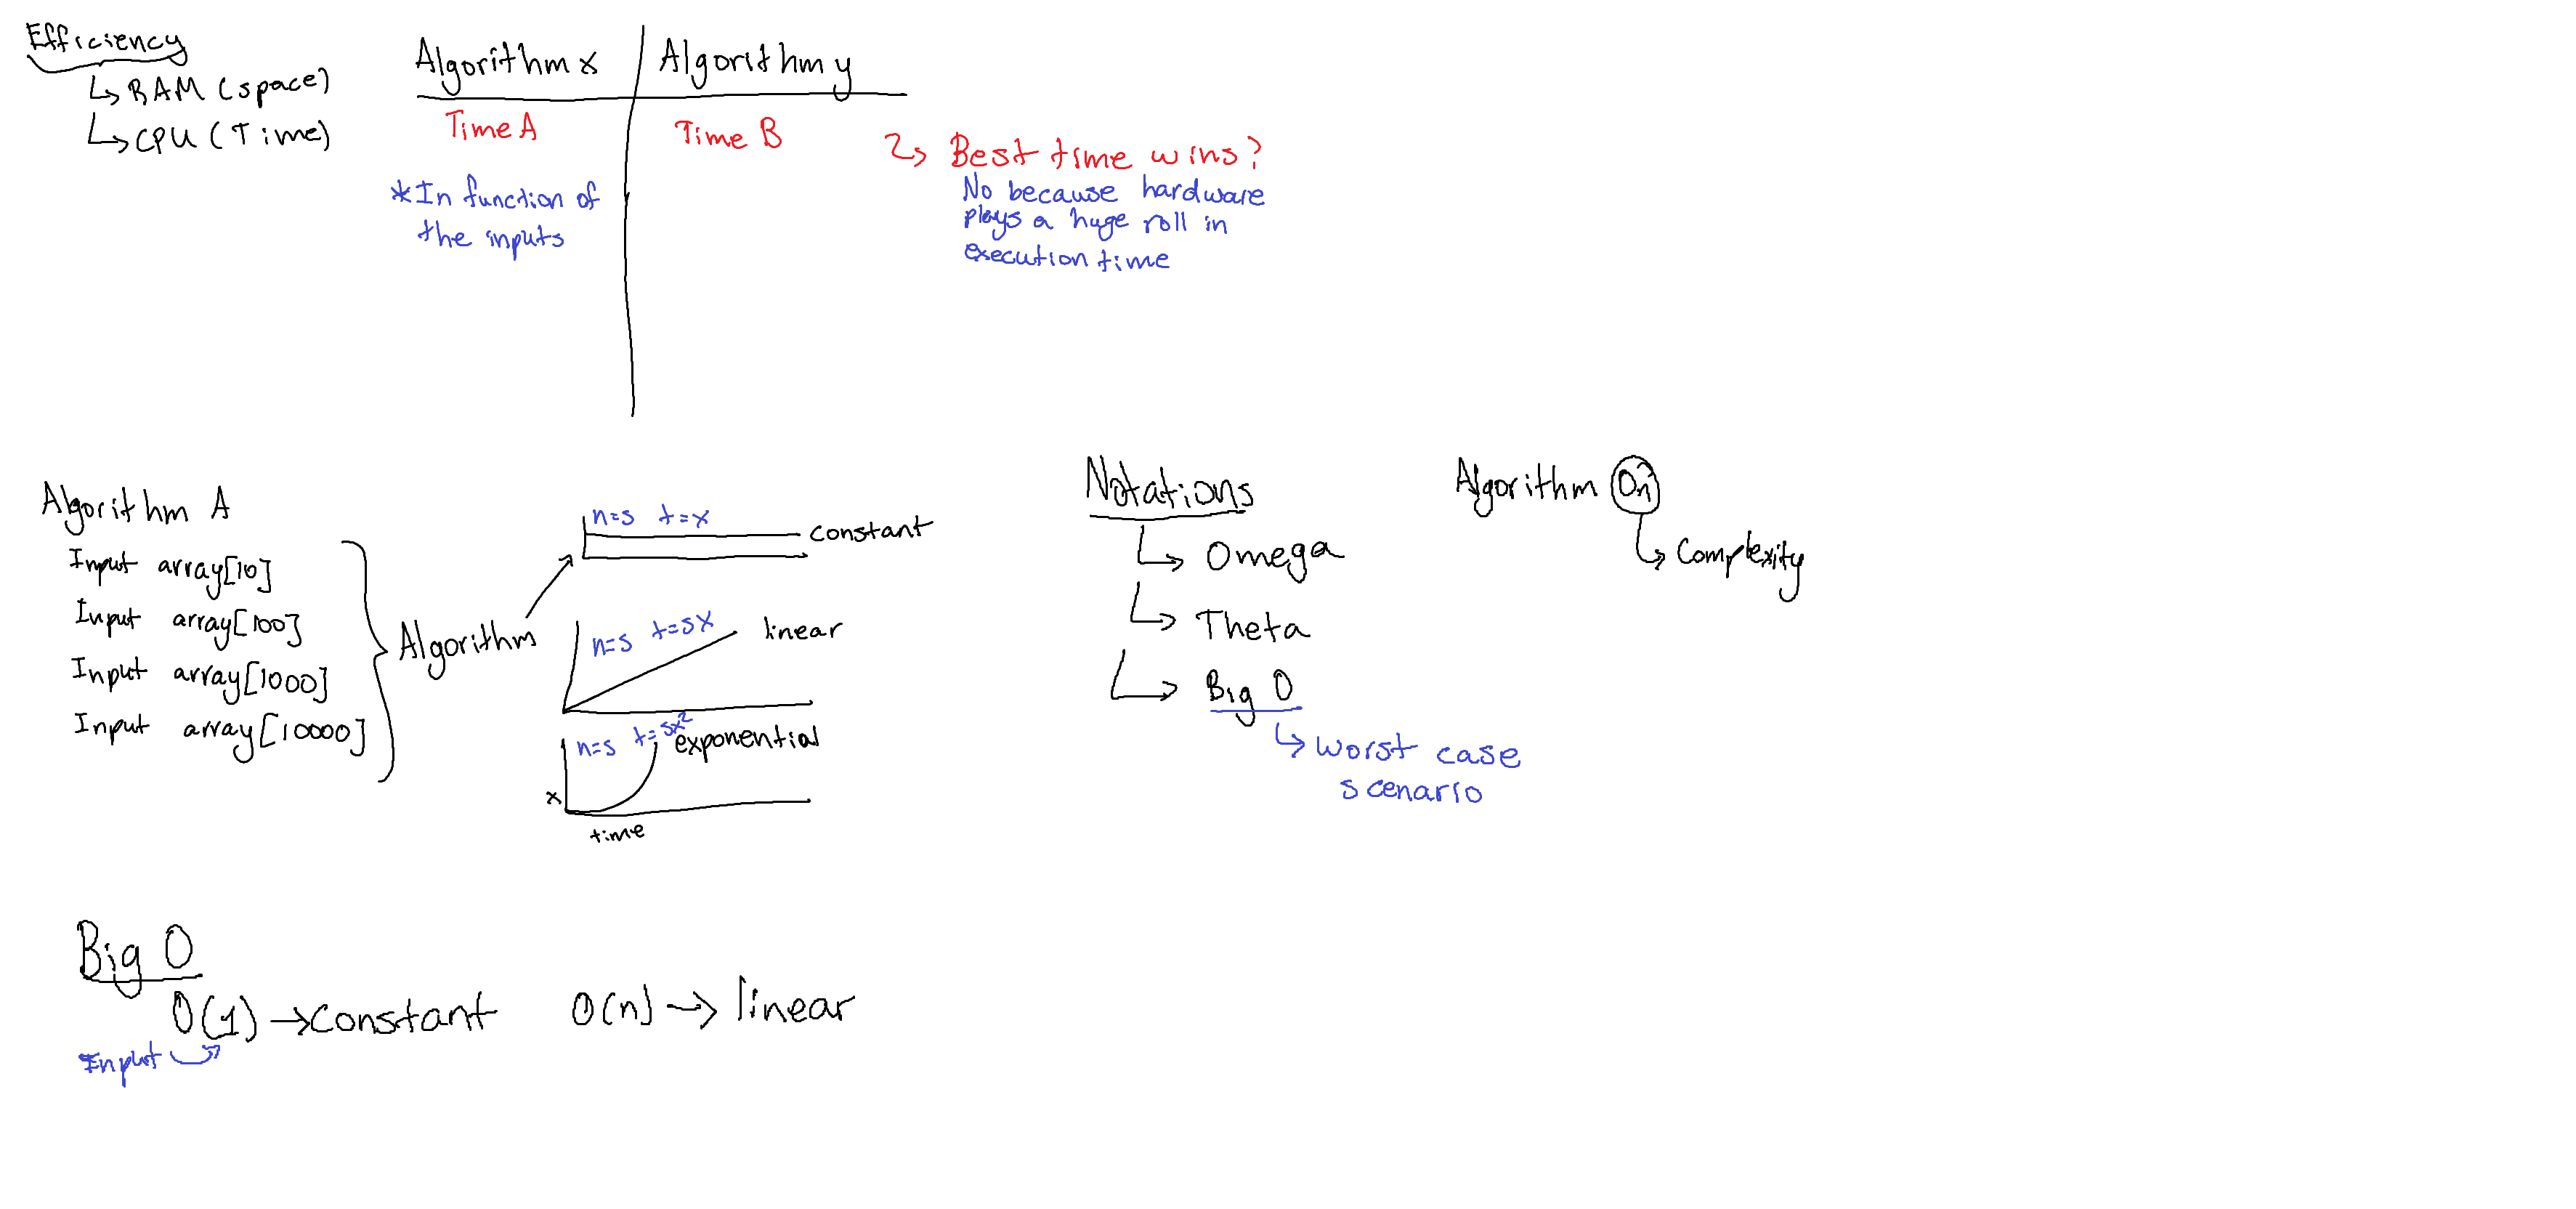 Efficiency
↳ RAM (space)
↳ CPU (Time)
Algorithm x
Algorithm y
Time A
Time B
*In function of
the inputs
↳ Best time wins?
No because hardware
plays a huge roll in
execution time
Algorithm A
Input array[10]
Input array[100]
Input array[1000]
Input array[10000]
Algorithm
n=5 t=x
constant
n=5 t=5x
linear
n=5 t=5x²
exponential
x
time
Notations
↳ Omega
↳ Theta
↳ Big O
↳ worst case
scenario
Algorithm On²
↳ Complexity
Big O
O(1) → constant
Input
O(n) → linear